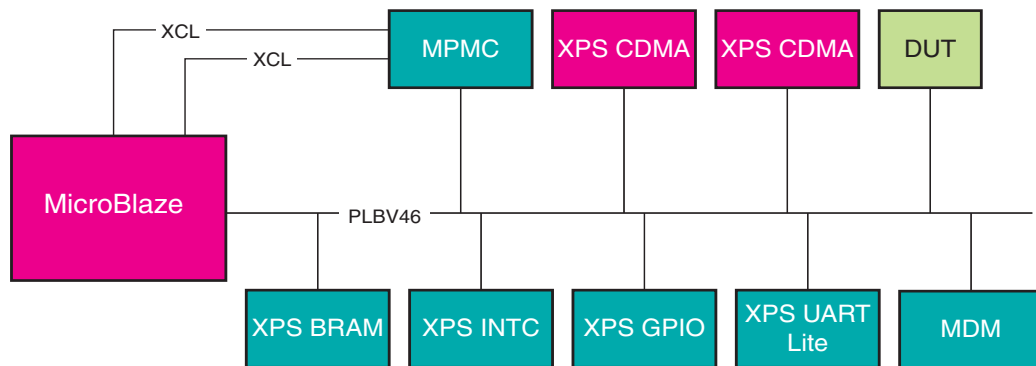 XCL
XCL
MPMC
XPS CDMA
XPS CDMA
DUT
MicroBlaze
PLBV46
XPS BRAM
XPS INTC
XPS GPIO
XPS UART
Lite
MDM